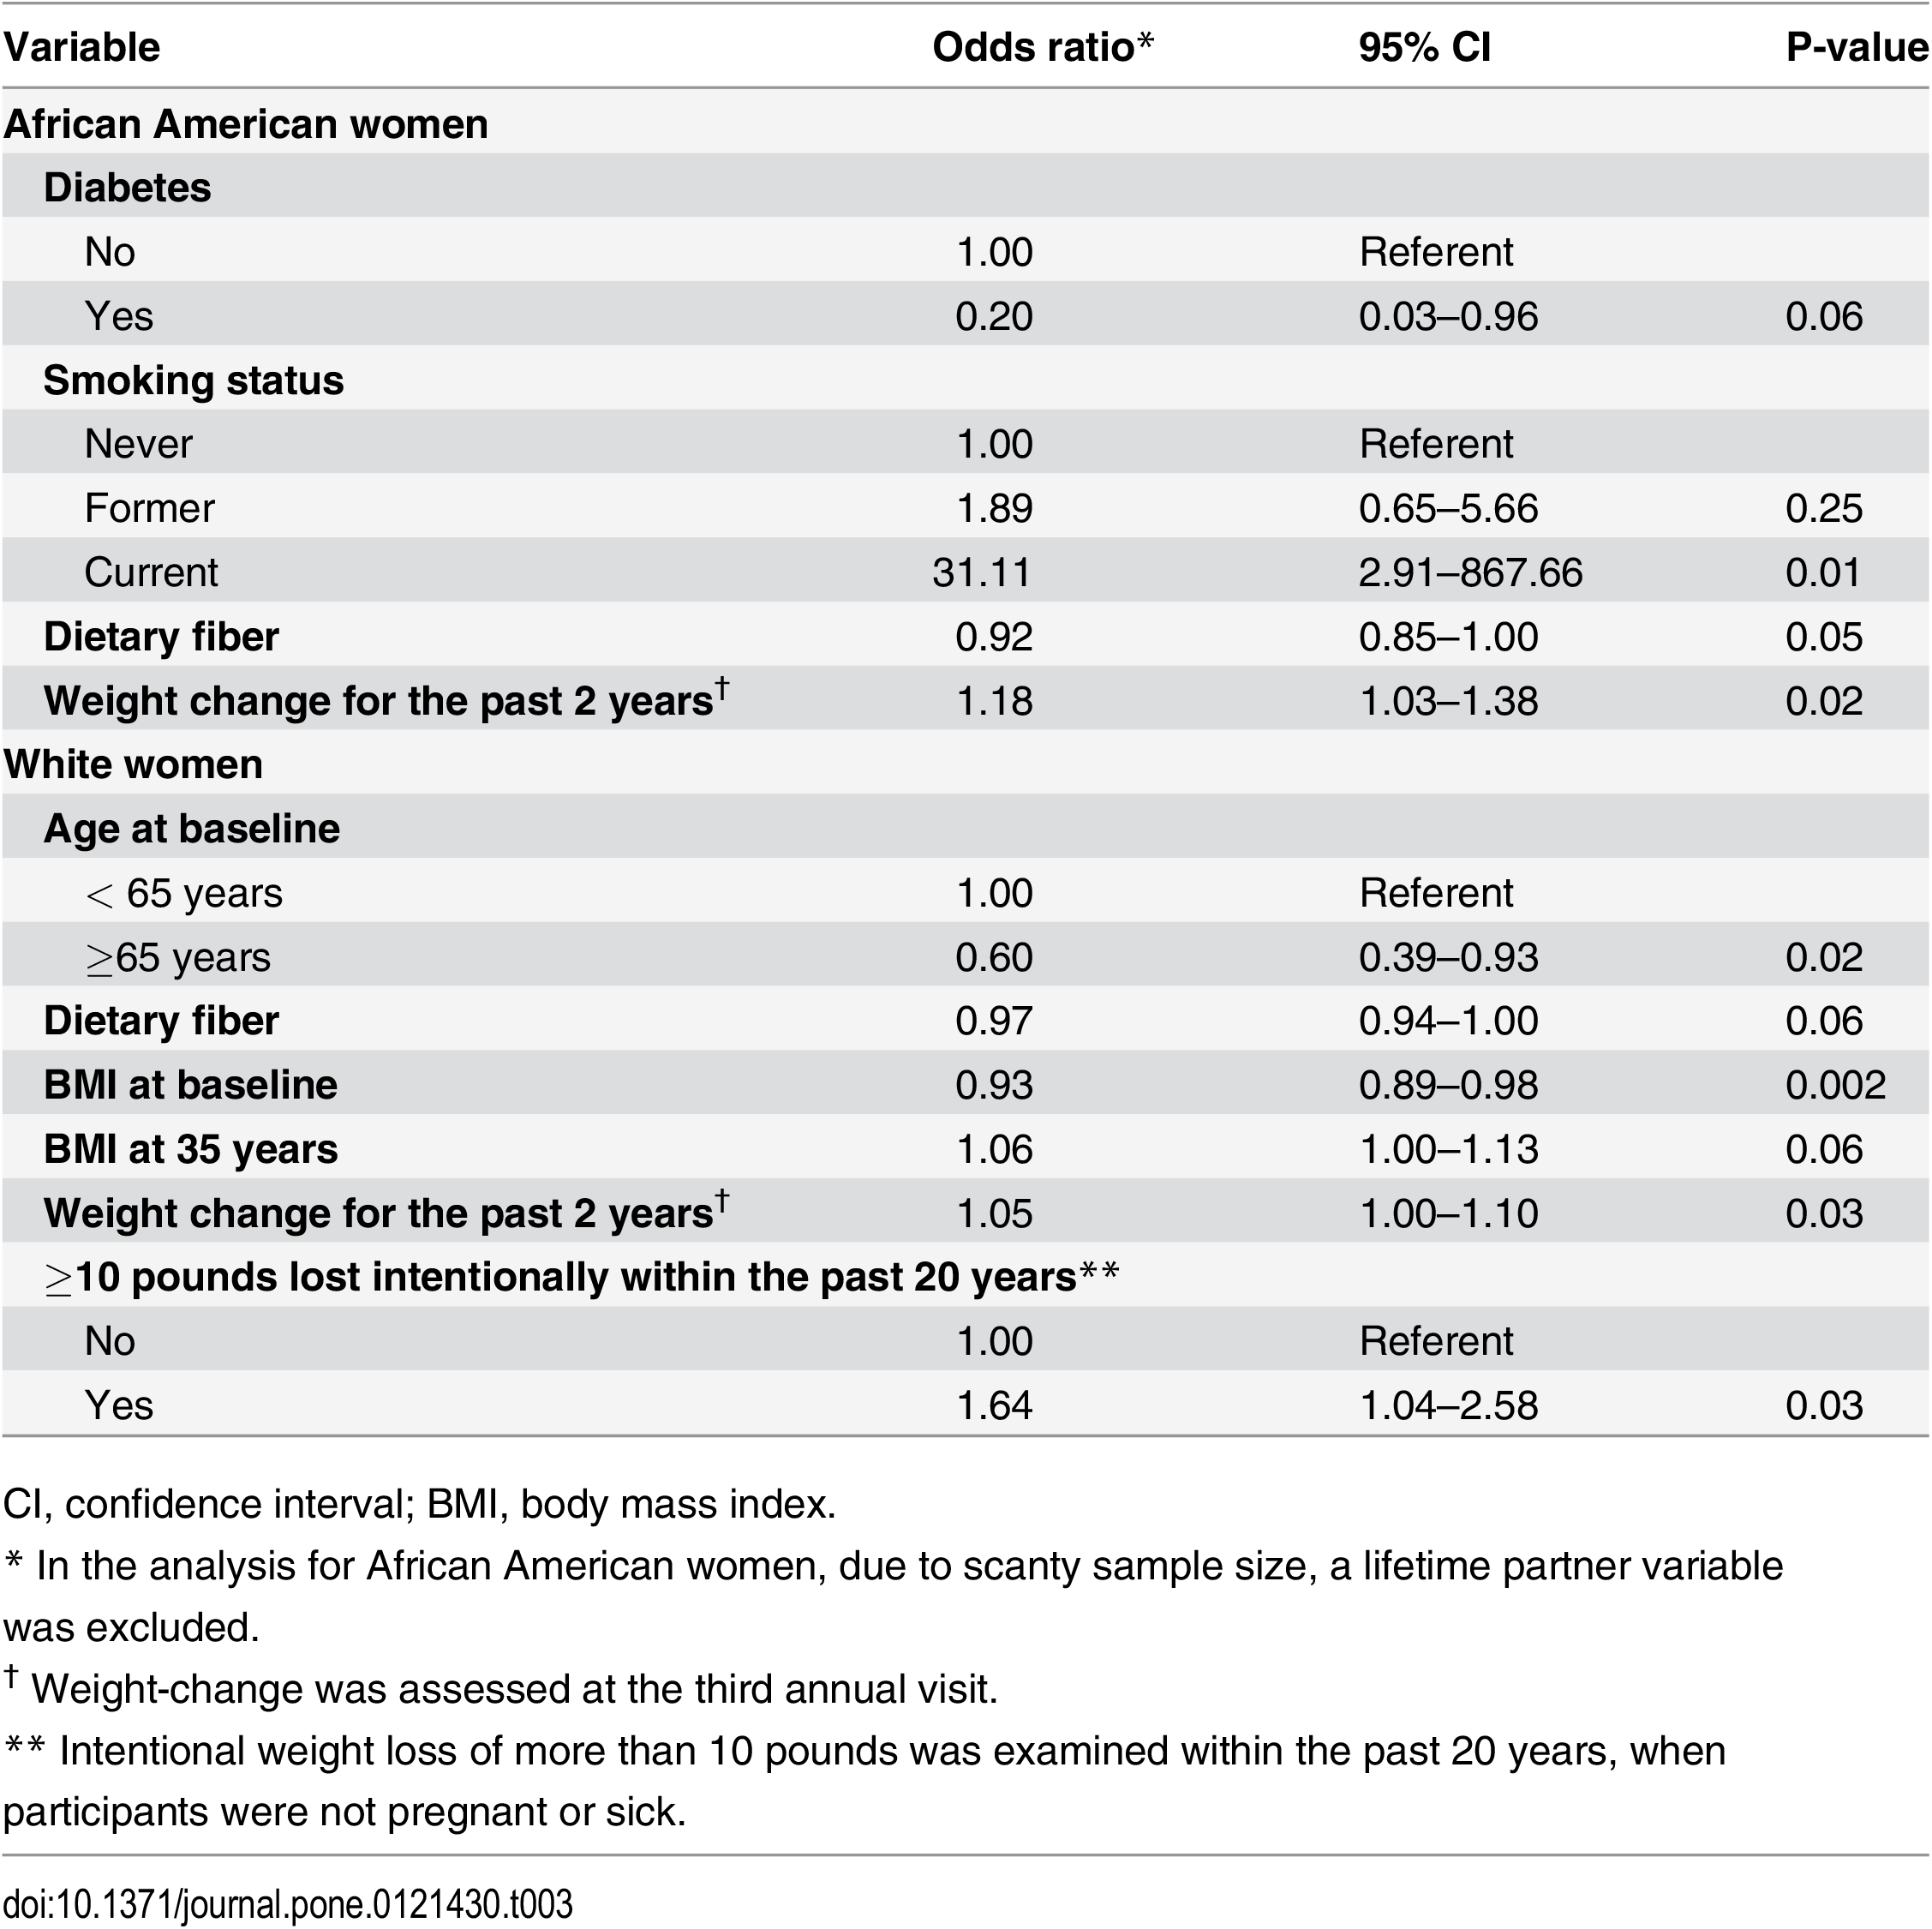 Variable Odds ratio* 95% CI P-value
African American women
Diabetes
No 1.00 Referent
Yes 0.20 0.03–0.96 0.06
Smoking status
Never 1.00 Referent
Former 1.89 0.65–5.66 0.25
Current 31.11 2.91–867.66 0.01
Dietary fiber 0.92 0.85–1.00 0.05
Weight change for the past 2 years† 1.18 1.03–1.38 0.02
White women
Age at baseline
< 65 years 1.00 Referent
≥65 years 0.60 0.39–0.93 0.02
Dietary fiber 0.97 0.94–1.00 0.06
BMI at baseline 0.93 0.89–0.98 0.002
BMI at 35 years 1.06 1.00–1.13 0.06
Weight change for the past 2 years† 1.05 1.00–1.10 0.03
≥10 pounds lost intentionally within the past 20 years**
No 1.00 Referent
Yes 1.64 1.04–2.58 0.03
CI, confidence interval; BMI, body mass index.
* In the analysis for African American women, due to scanty sample size, a lifetime partner variable
was excluded.
† Weight-change was assessed at the third annual visit.
** Intentional weight loss of more than 10 pounds was examined within the past 20 years, when
participants were not pregnant or sick.
doi:10.1371/journal.pone.0121430.t003